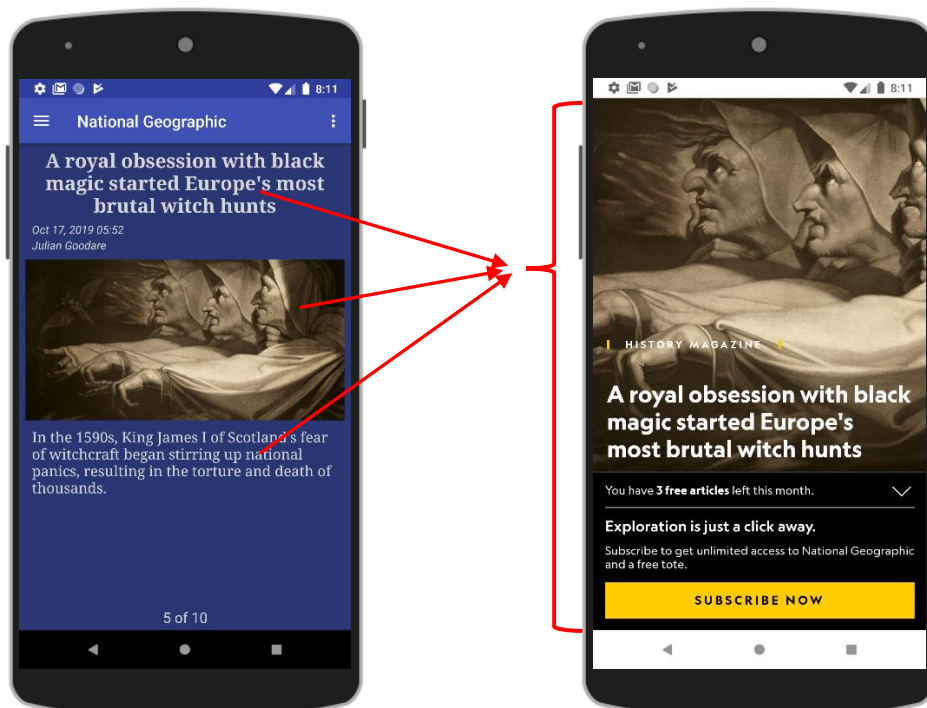 8:11
National Geographic
A royal obsession with black
magic started Europe's most
brutal witch hunts
Oct 17, 2019 05:52
Julian Goodare
In the 1590s, King James I of Scotland's fear
of witchcraft began stirring up national
panics, resulting in the torture and death of
thousands.
5 of 10
8:11
HISTORY MAGAZINE
A royal obsession with black
magic started Europe's
most brutal witch hunts
You have 3 free articles left this month.
Exploration is just a click away.
Subscribe to get unlimited access to National Geographic
and a free tote.
SUBSCRIBE NOW